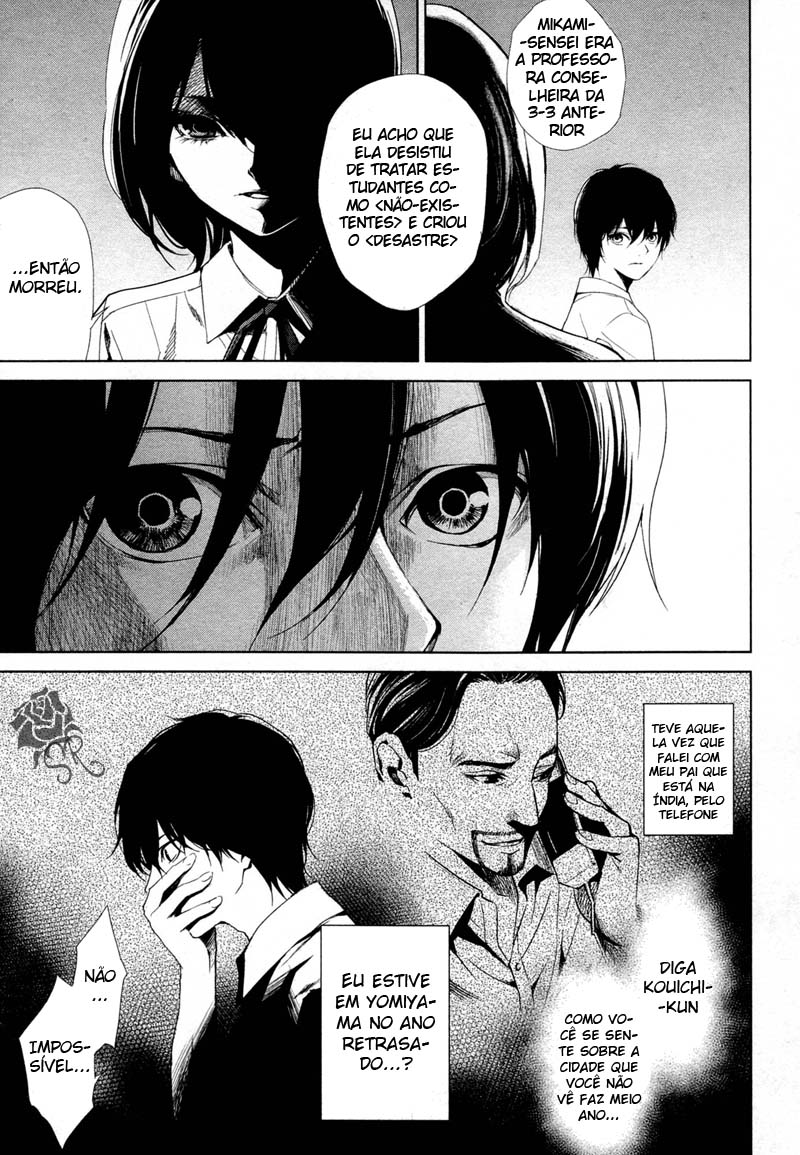 MIKAMI-
-SENSEI ERA
A PROFESSO-
RA CONSE-
LHEIRA DA
3-3 ANTE-
RIOR
EU ACHO QUE
ELA DESISTIU
DE TRATAR ES-
TUDANTES CO-
MO <NÃO-EXIS-
TENTES> E CRIOU
O <DESASTRE>
...ENTÃO
MORREU.
TEVE AQUE-
LA VEZ QUE
FALEI COM
MEU PAI QUE
ESTÁ NA
ÍNDIA, PELO
TELEFONE
DIGA
KOUICHI-
-KUN
COMO VO-
CÊ SE SEN-
TE SOBRE A
CIDADE QUE
VOCÊ NÃO
VÊ FAZ MEIO
ANO...
EU ESTIVE
EM YOMIYA-
MA NO ANO
RETRASA-
DO...?
NÃO
...
IMPOS-
SÍVEL...
SR